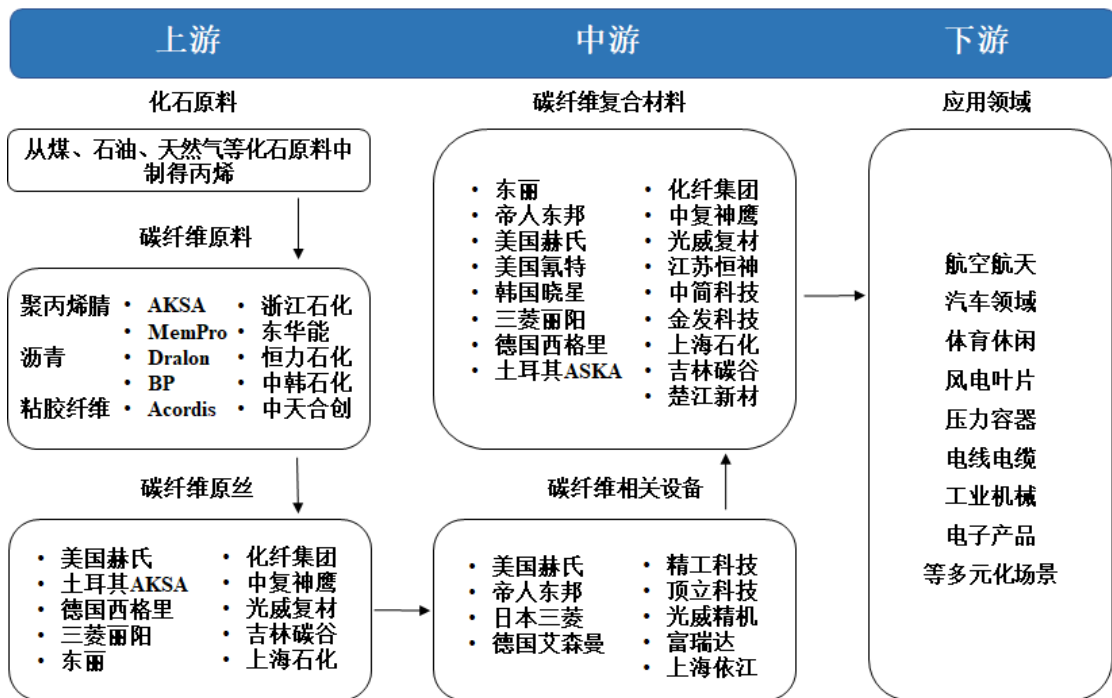 上游
中游
下游
化石原料
从煤、石油、天然气等化石原料中
制得丙烯
碳纤维原料
聚丙烯腈
沥青
粘胶纤维
• AKSA
• MemPro
• Dralon
• BP
• Acordis
• 浙江石化
• 东华能
• 恒力石化
• 中韩石化
• 中天合创
碳纤维原丝
• 美国赫氏
• 土耳其AKSA
• 德国西格里
• 三菱丽阳
• 东丽
• 化纤集团
• 中复神鹰
• 光威复材
• 吉林碳谷
• 上海石化
碳纤维复合材料
• 东丽
• 帝人东邦
• 美国赫氏
• 美国氰特
• 韩国晓星
• 三菱丽阳
• 德国西格里
• 土耳其ASKA
• 化纤集团
• 中复神鹰
• 光威复材
• 江苏恒神
• 中简科技
• 金发科技
• 上海石化
• 吉林碳谷
• 楚江新材
碳纤维相关设备
• 美国赫氏
• 帝人东邦
• 日本三菱
• 德国艾森曼
• 精工科技
• 顶立科技
• 光威精机
• 富瑞达
• 上海依江
应用领域
航空航天
汽车领域
体育休闲
风电叶片
压力容器
电线电缆
工业机械
电子产品
等多元化场景